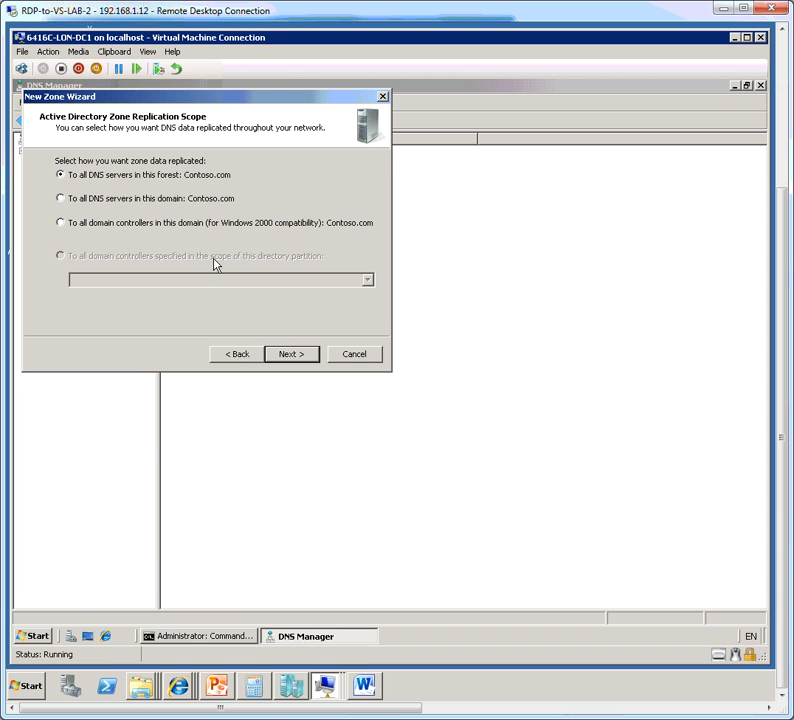 RDP-to-VS-LAB-2 - 192.168.1.12 - Remote Desktop Connection
6416C-LON-DC1 on localhost - Virtual Machine Connection
File Action Media Clipboard View Help
DNS Manager
New Zone Wizard
Active Directory Zone Replication Scope
You can select how you want DNS data replicated throughout your network.
Select how you want zone data replicated:
To all DNS servers in this forest: Contoso.com
To all DNS servers in this domain: Contoso.com
To all domain controllers in this domain (for Windows 2000 compatibility): Contoso.com
To all domain controllers specified in the scope of this directory partition:
< Back Next > Cancel
Start Administrator: Command... DNS Manager EN
Status: Running
Start